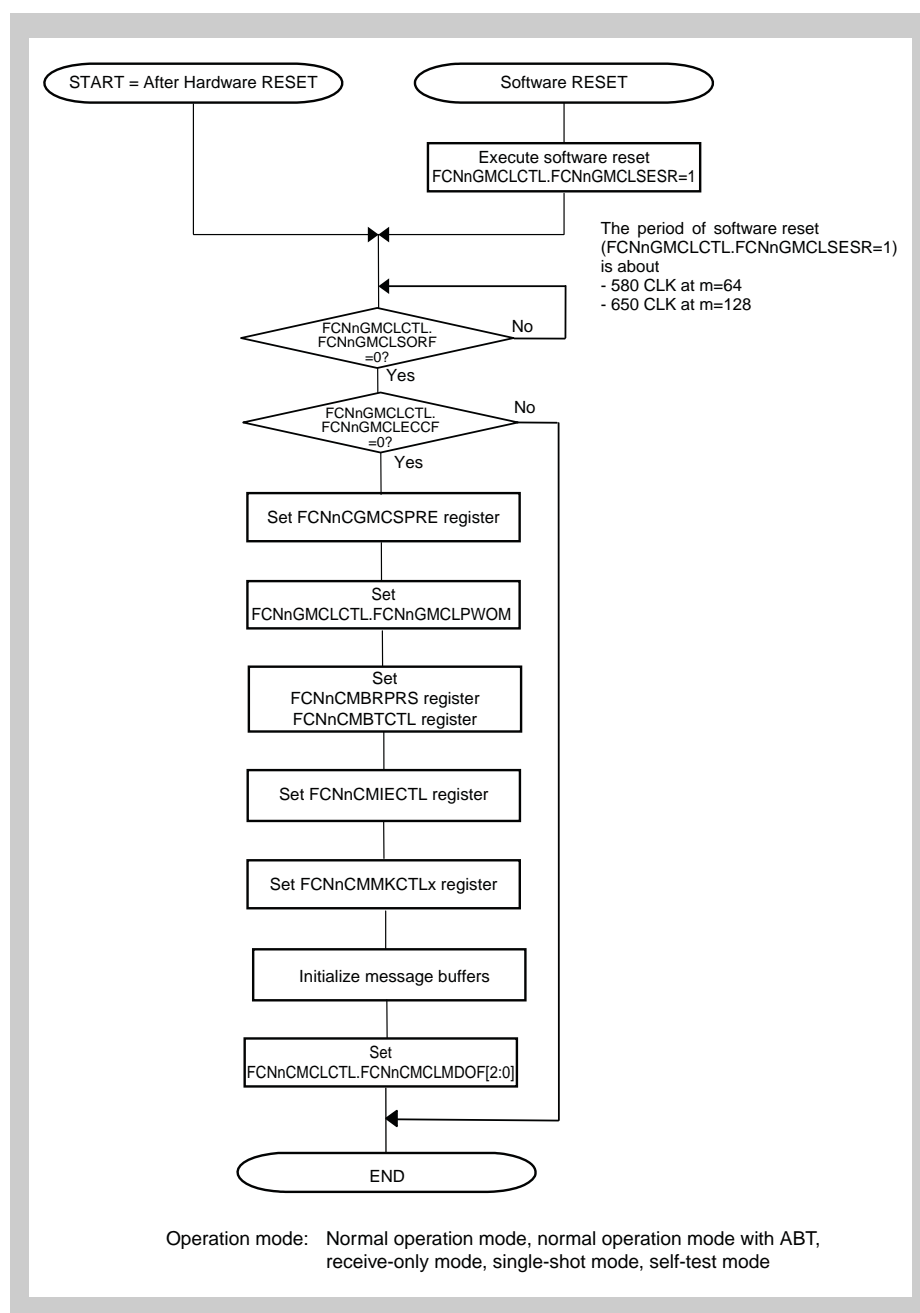 START = After Hardware RESET
Software RESET
Execute software reset
FCNnGMCLCTL.FCNnGMCLSESR=1
The period of software reset
(FCNnGMCLCTL.FCNnGMCLSESR=1)
is about
- 580 CLK at m=64
- 650 CLK at m=128
FCNnGMCLCTL.
FCNnGMCLSORF
=0?
No
Yes
FCNnGMCLCTL.
FCNnGMCLECCF
=0?
No
Yes
Set FCNnCGMCSPRE register
Set
FCNnGMCLCTL.FCNnGMCLPWOM
Set
FCNnCMBRPRS register
FCNnCMBTCTL register
Set FCNnCMIECTL register
Set FCNnCMMKCTLx register
Initialize message buffers
Set
FCNnCMCLCTL.FCNnCMCLMDOF[2:0]
END
Operation mode: Normal operation mode, normal operation mode with ABT,
receive-only mode, single-shot mode, self-test mode